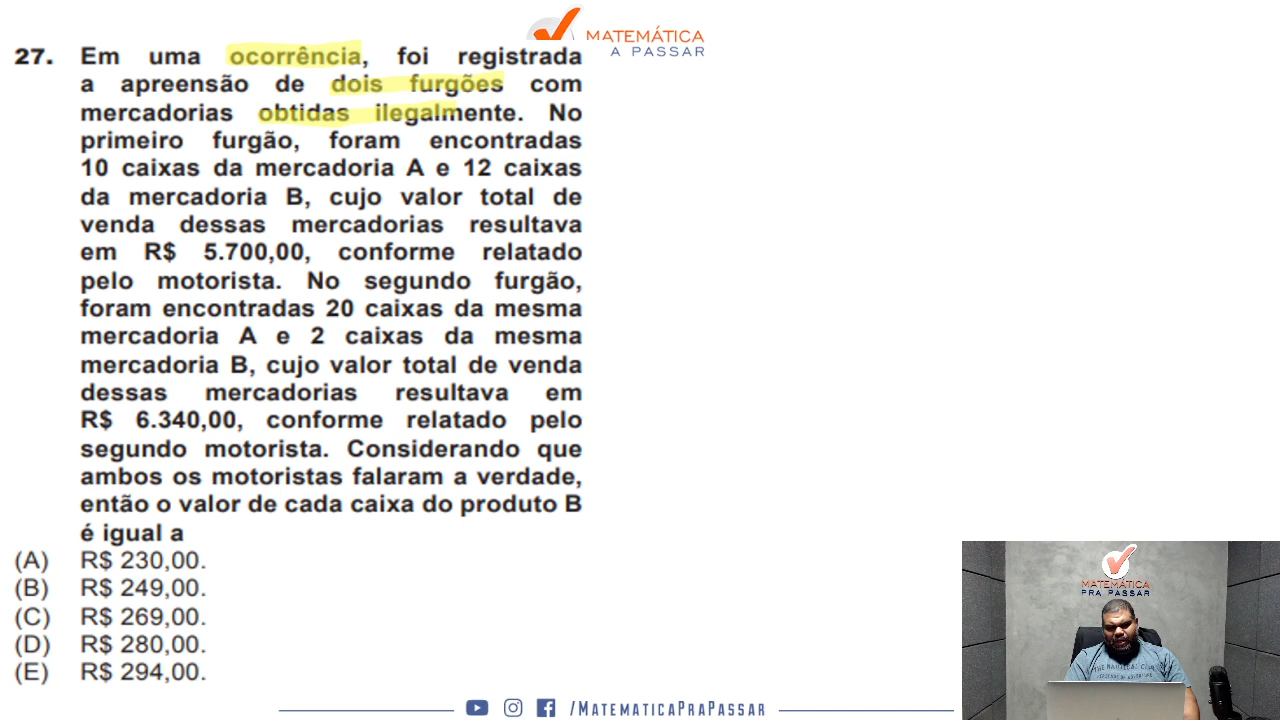 MATEMÁTICA
A PASSAR
27. Em uma ocorrência, foi registrada
a apreensão de dois furgões com
mercadorias obtidas ilegalmente. No
primeiro furgão, foram encontradas
10 caixas da mercadoria A e 12 caixas
da mercadoria B, cujo valor total de
venda dessas mercadorias resultava
em R$ 5.700,00, conforme relatado
pelo motorista. No segundo furgão,
foram encontradas 20 caixas da mesma
mercadoria A e 2 caixas da mesma
mercadoria B, cujo valor total de venda
dessas mercadorias resultava em
R$ 6.340,00, conforme relatado pelo
segundo motorista. Considerando que
ambos os motoristas falaram a verdade,
então o valor de cada caixa do produto B
é igual a
(A) R$ 230,00.
(B) R$ 249,00.
(C) R$ 269,00.
(D) R$ 280,00.
(E) R$ 294,00.
MATEMÁTICA
PRA PASSAR
THE NAUTICAL
/MATEMATICAPRAPASSAR